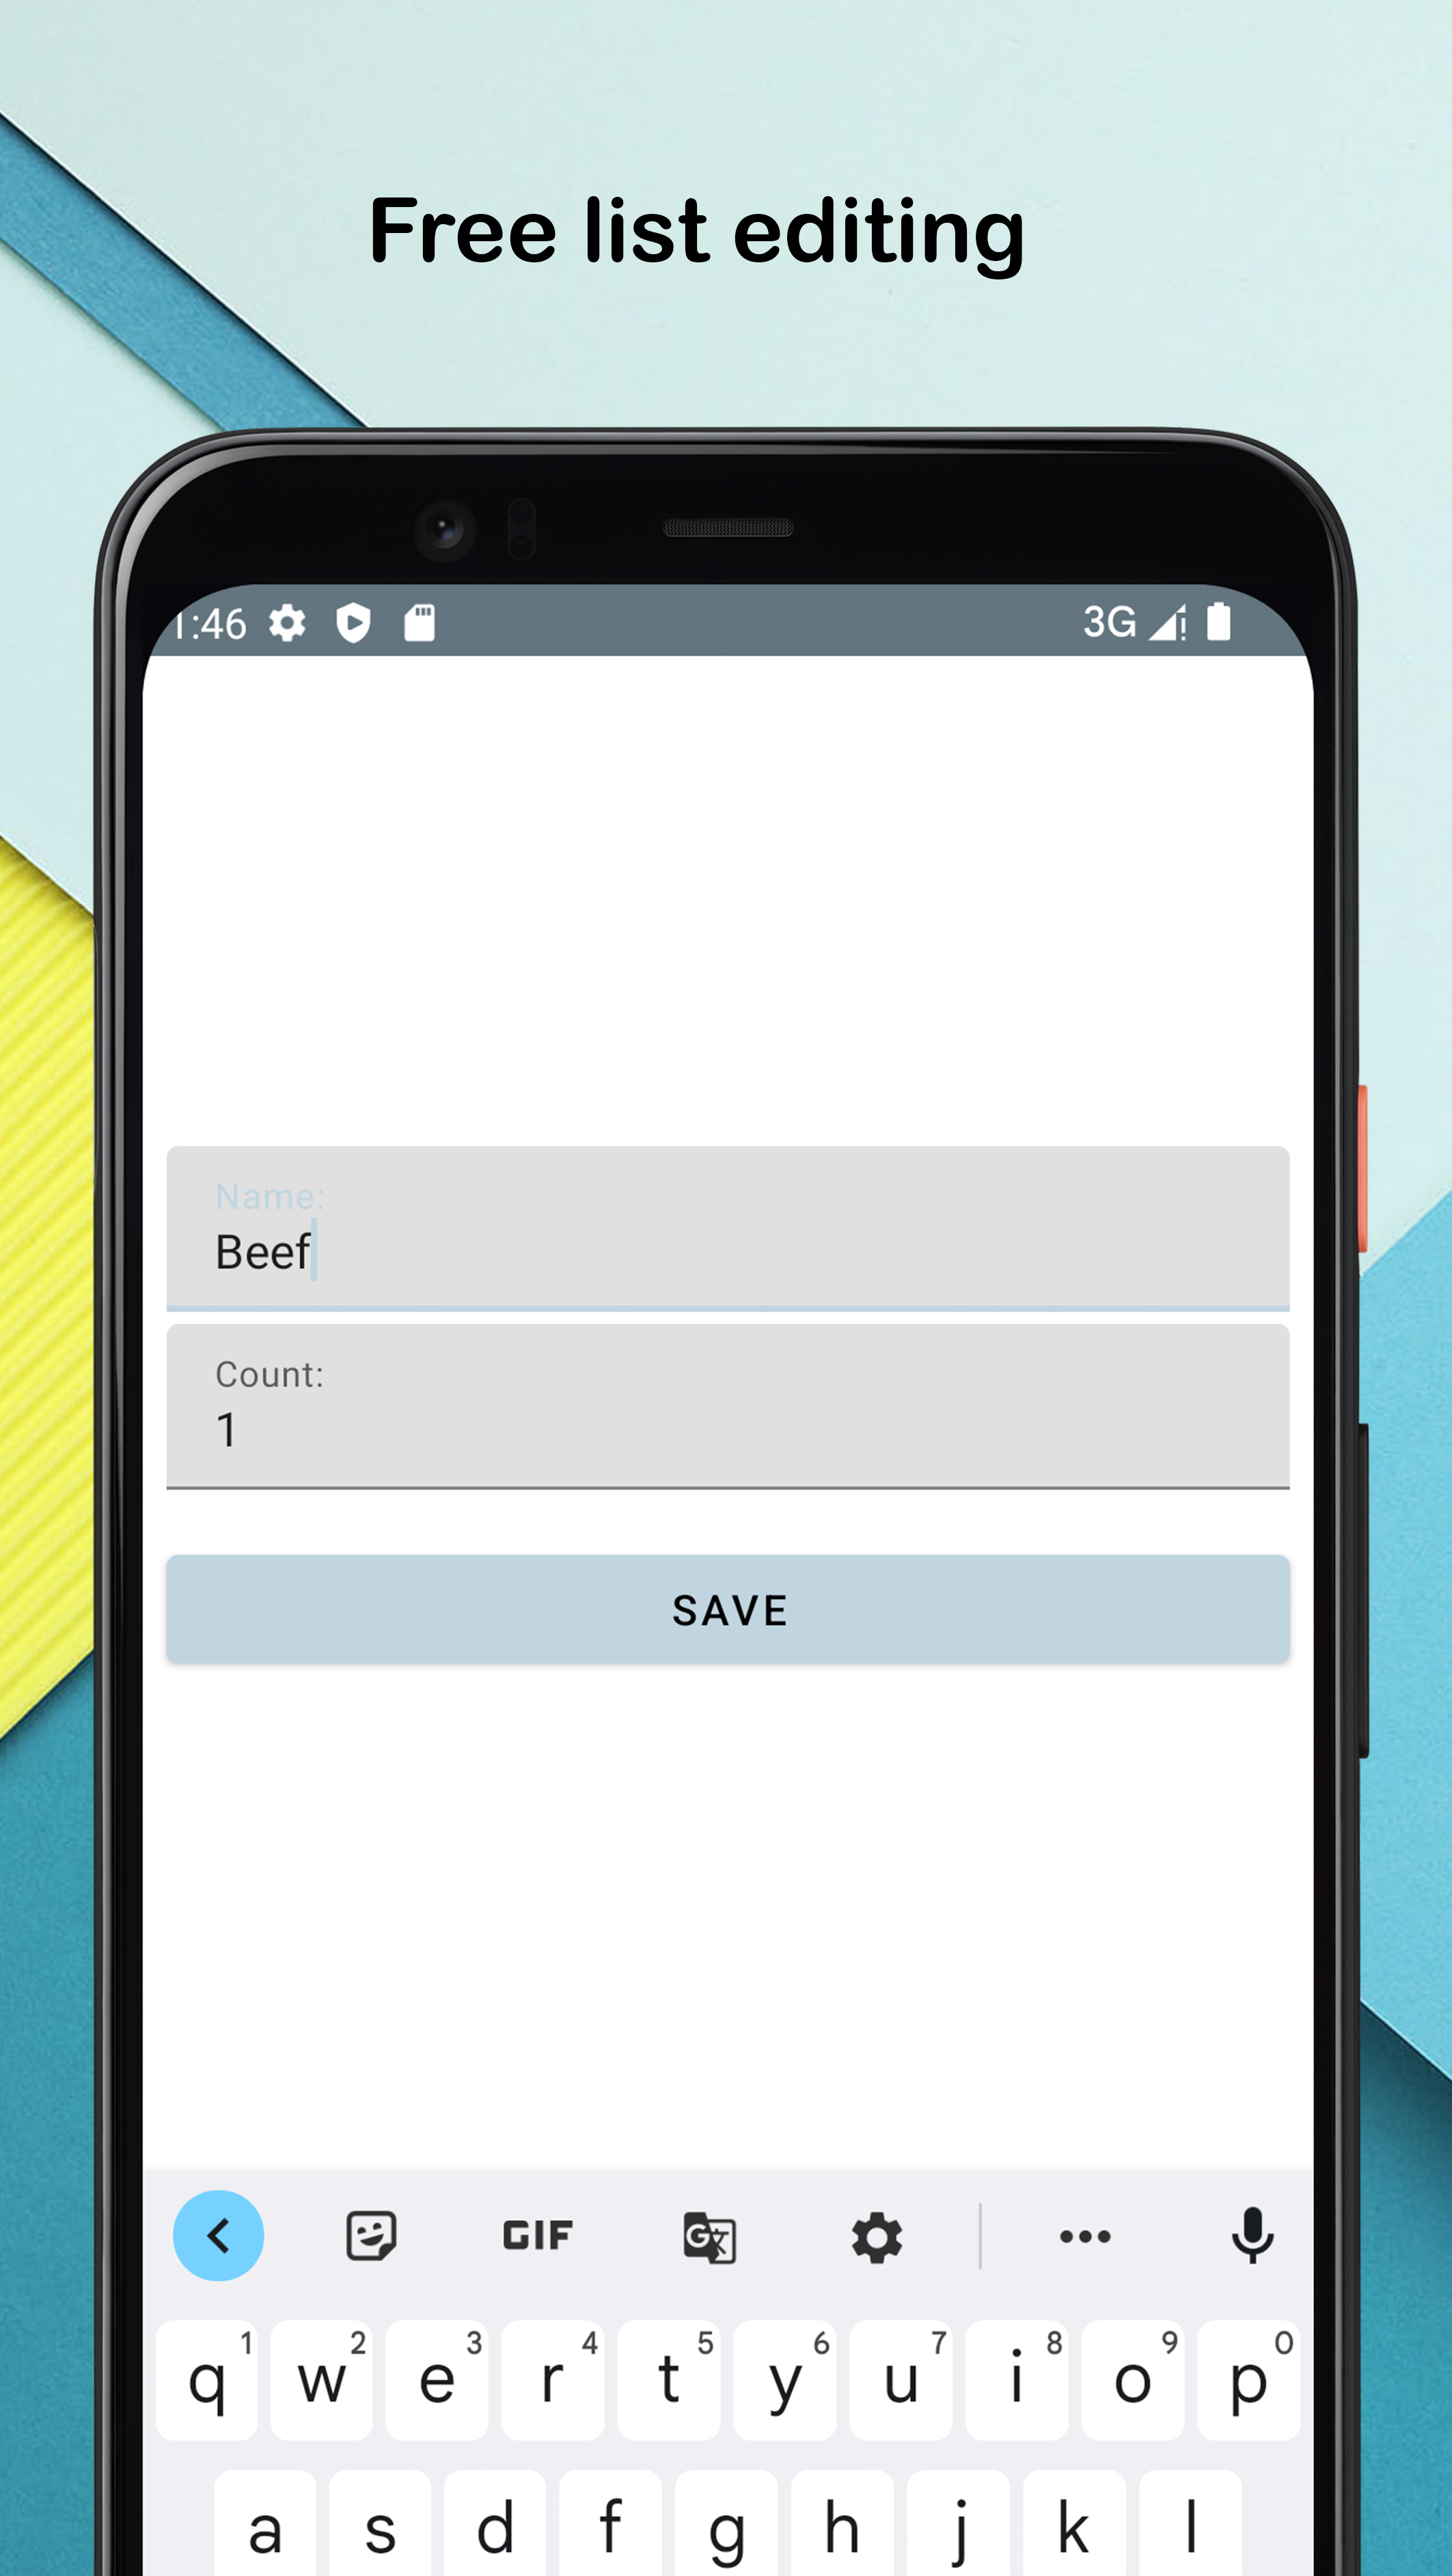 Free list editing
1:46
3G
Name:
Beef
Count:
1
SAVE
GIF
1 2 3 4 5 6 7 8 9 0
q w e r t y u i o p
a s d f g h j k l